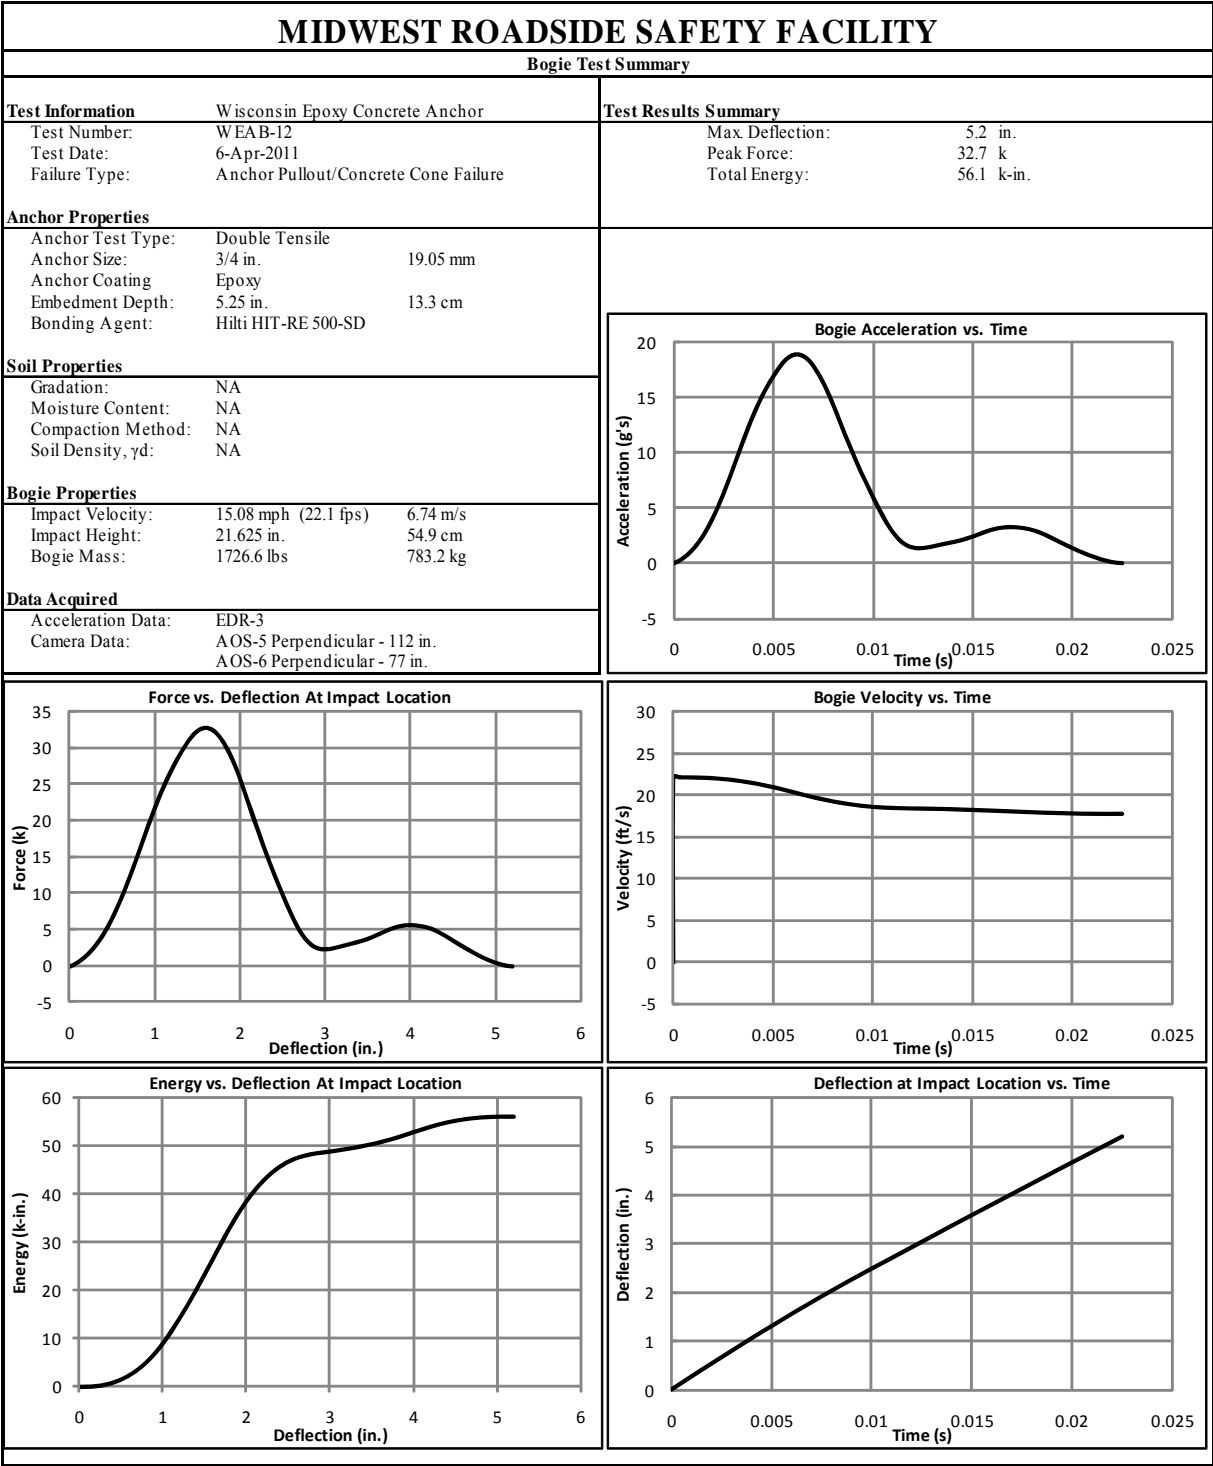 MIDWEST ROADSIDE SAFETY FACILITY
Bogie Test Summary
Test Information Wisconsin Epoxy Concrete Anchor
Test Number: WEAB-12
Test Date: 6-Apr-2011
Failure Type: Anchor Pullout/Concrete Cone Failure
Test Results Summary
Max. Deflection: 5.2 in.
Peak Force: 32.7 k
Total Energy: 56.1 k-in.
Anchor Properties
Anchor Test Type: Double Tensile
Anchor Size: 3/4 in. 19.05 mm
Anchor Coating Epoxy
Embedment Depth: 5.25 in. 13.3 cm
Bonding Agent: Hilti HIT-RE 500-SD
Soil Properties
Gradation: NA
Moisture Content: NA
Compaction Method: NA
Soil Density, γd: NA
Bogie Properties
Impact Velocity: 15.08 mph (22.1 fps) 6.74 m/s
Impact Height: 21.625 in. 54.9 cm
Bogie Mass: 1726.6 lbs 783.2 kg
Data Acquired
Acceleration Data: EDR-3
Camera Data: AOS-5 Perpendicular - 112 in.
AOS-6 Perpendicular - 77 in.
Bogie Acceleration vs. Time
Acceleration (g's)
20
15
10
5
0
-5
0 0.005 0.01 0.015 0.02 0.025
Time (s)
Force vs. Deflection At Impact Location
Force (k)
35
30
25
20
15
10
5
0
-5
0 1 2 3 4 5 6
Deflection (in.)
Bogie Velocity vs. Time
Velocity (ft/s)
30
25
20
15
10
5
0
-5
0 0.005 0.01 0.015 0.02 0.025
Time (s)
Energy vs. Deflection At Impact Location
Energy (k-in.)
60
50
40
30
20
10
0
0 1 2 3 4 5 6
Deflection (in.)
Deflection at Impact Location vs. Time
Deflection (in.)
6
5
4
3
2
1
0
0 0.005 0.01 0.015 0.02 0.025
Time (s)